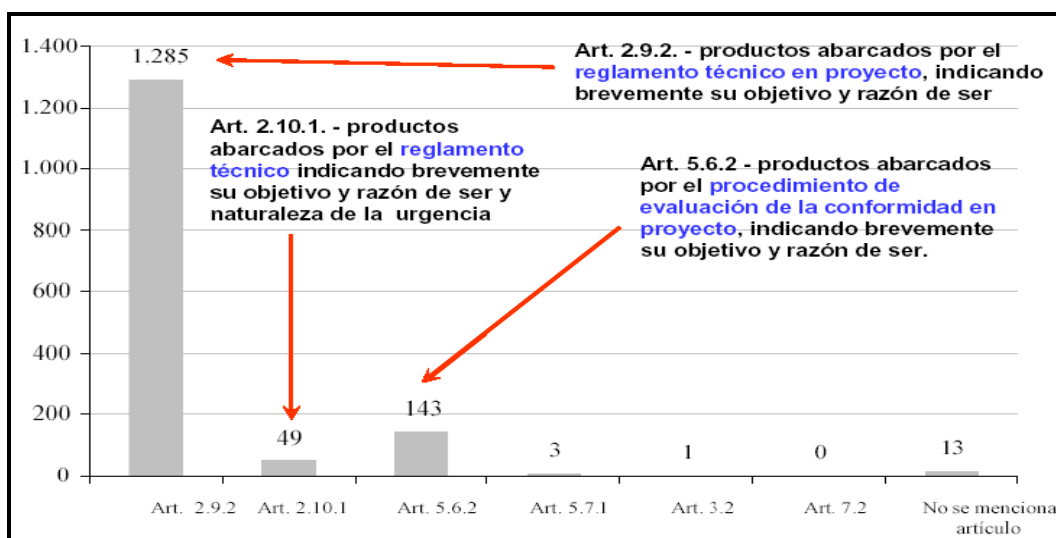 1.400
1.200
1.000
800
600
400
200
0
1.285
49
143
3
1
0
13
Art. 2.9.2. - productos abarcados por el
reglamento técnico en proyecto, indicando
brevemente su objetivo y razón de ser
Art. 2.10.1. - productos
abarcados por el reglamento
técnico indicando brevemente
su objetivo y razón de ser y
naturaleza de la urgencia
Art. 5.6.2 - productos abarcados
por el procedimiento de
evaluación de la conformidad en
proyecto, indicando brevemente
su objetivo y razón de ser.
Art. 2.9.2
Art. 2.10.1
Art. 5.6.2
Art. 5.7.1
Art. 3.2
Art. 7.2
No se menciona
artículo